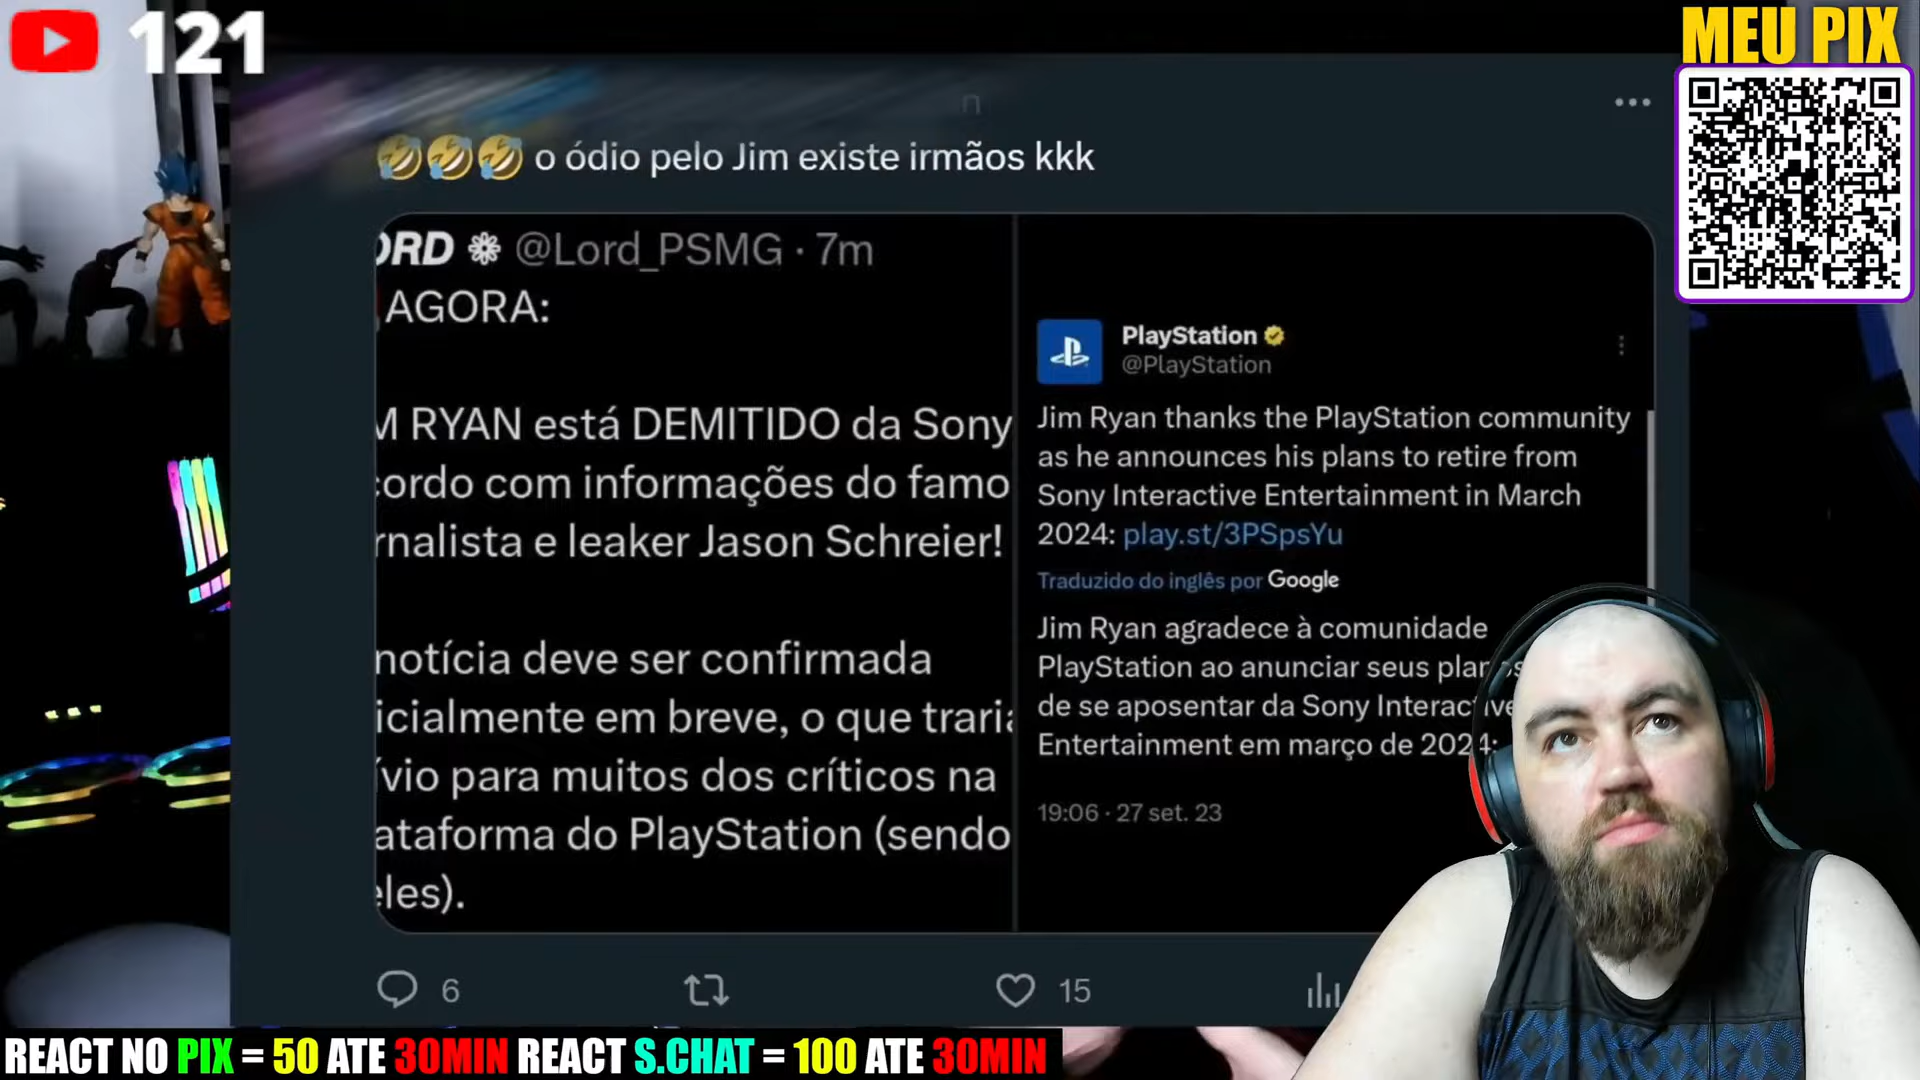 121
MEU PIX
🤣🤣🤣 o ódio pelo Jim existe irmãos kkk
ORD @Lord_PSMG · 7m
AGORA:
M RYAN está DEMITIDO da Sony
cordo com informações do famo
rnalista e leaker Jason Schreier!
notícia deve ser confirmada
icialmente em breve, o que traria
ívio para muitos dos críticos na
ataforma do PlayStation (sendo
eles).
PlayStation
@PlayStation
Jim Ryan thanks the PlayStation community
as he announces his plans to retire from
Sony Interactive Entertainment in March
2024: play.st/3PSpsYu
Traduzido do inglês por Google
Jim Ryan agradece à comunidade
PlayStation ao anunciar seus planos
de se aposentar da Sony Interactive
Entertainment em março de 2024:
19:06 · 27 set. 23
6
15
REACT NO PIX = 50 ATE 30MIN REACT S.CHAT = 100 ATE 30MIN